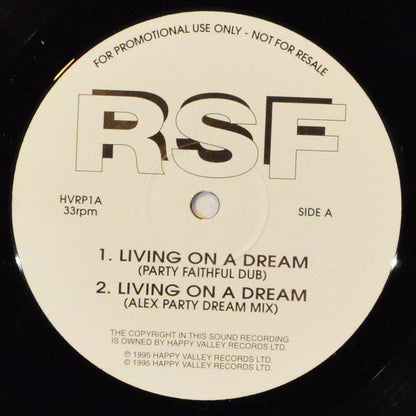 FOR PROMOTIONAL USE ONLY - NOT FOR RESALE
RSF
HVRP1A
33rpm
SIDE A
1. LIVING ON A DREAM
(PARTY FAITHFUL DUB)
2. LIVING ON A DREAM
(ALEX PARTY DREAM MIX)
THE COPYRIGHT IN THIS SOUND RECORDING
IS OWNED BY HAPPY VALLEY RECORDS LTD.
℗ 1995 HAPPY VALLEY RECORDS LTD.
© 1995 HAPPY VALLEY RECORDS LTD.